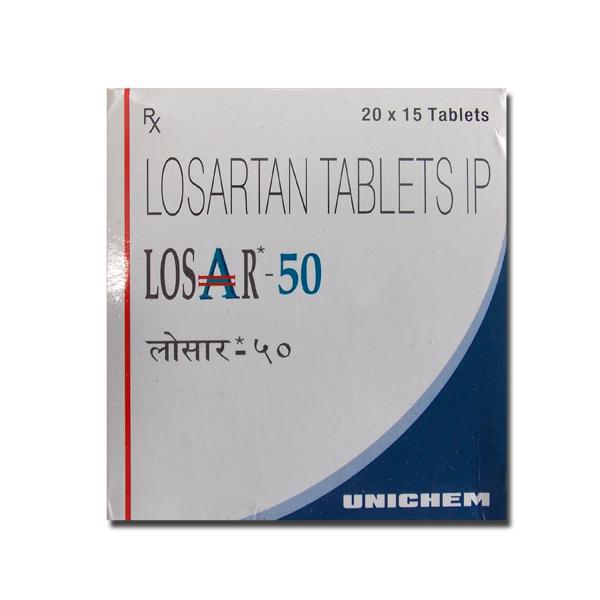 Rx
20 x 15 Tablets
LOSARTAN TABLETS IP
LOSAR*-50
लोसार*-५०
UNICHEM